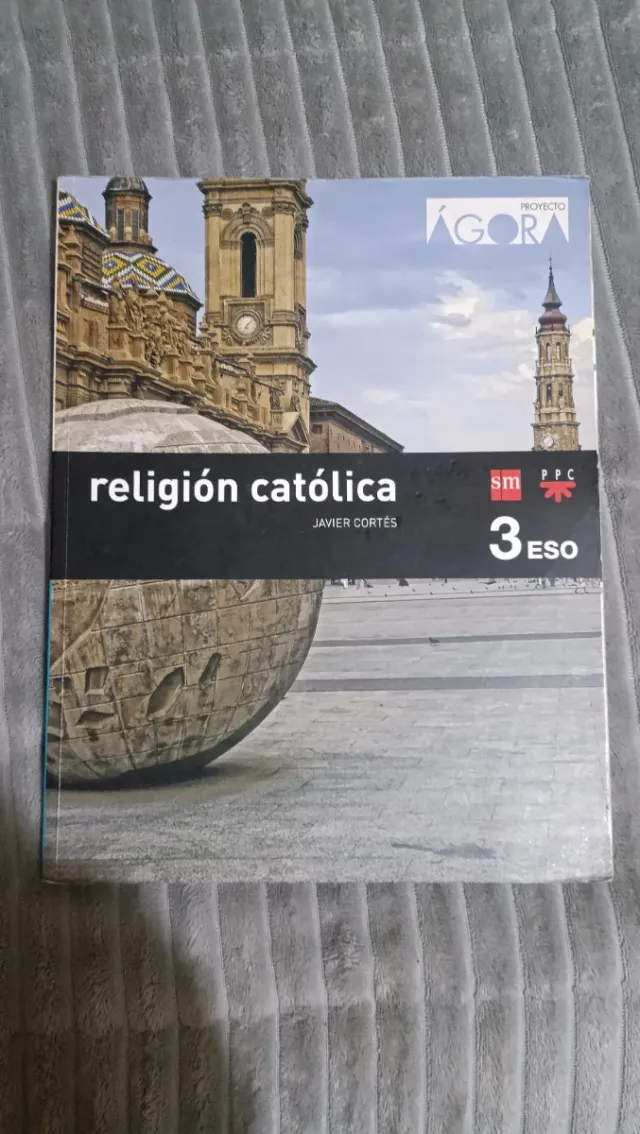 PROYECTO
ÁGORA
religión católica
JAVIER CORTÉS
sm
PPC
3 ESO